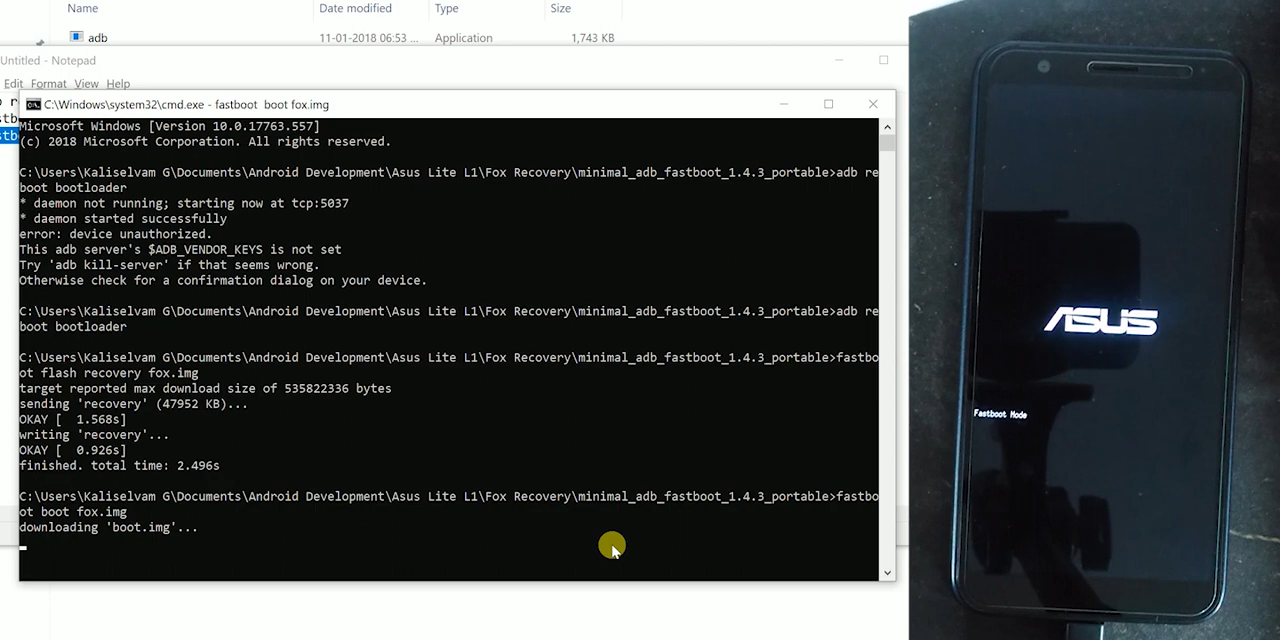 Name Date modified Type Size
adb 11-01-2018 06:53 ... Application 1,743 KB
Untitled - Notepad
Edit Format View Help
C:\Windows\system32\cmd.exe - fastboot  boot fox.img
Microsoft Windows [Version 10.0.17763.557]
(c) 2018 Microsoft Corporation. All rights reserved.
C:\Users\Kaliselvam G\Documents\Android Development\Asus Lite L1\Fox Recovery\minimal_adb_fastboot_1.4.3_portable>adb re
boot bootloader
* daemon not running; starting now at tcp:5037
* daemon started successfully
error: device unauthorized.
This adb server's $ADB_VENDOR_KEYS is not set
Try 'adb kill-server' if that seems wrong.
Otherwise check for a confirmation dialog on your device.
C:\Users\Kaliselvam G\Documents\Android Development\Asus Lite L1\Fox Recovery\minimal_adb_fastboot_1.4.3_portable>adb re
boot bootloader
C:\Users\Kaliselvam G\Documents\Android Development\Asus Lite L1\Fox Recovery\minimal_adb_fastboot_1.4.3_portable>fastbo
ot flash recovery fox.img
target reported max download size of 535822336 bytes
sending 'recovery' (47952 KB)...
OKAY [  1.568s]
writing 'recovery'...
OKAY [  0.926s]
finished. total time: 2.496s
C:\Users\Kaliselvam G\Documents\Android Development\Asus Lite L1\Fox Recovery\minimal_adb_fastboot_1.4.3_portable>fastbo
ot boot fox.img
downloading 'boot.img'...
ASUS
Fastboot Mode